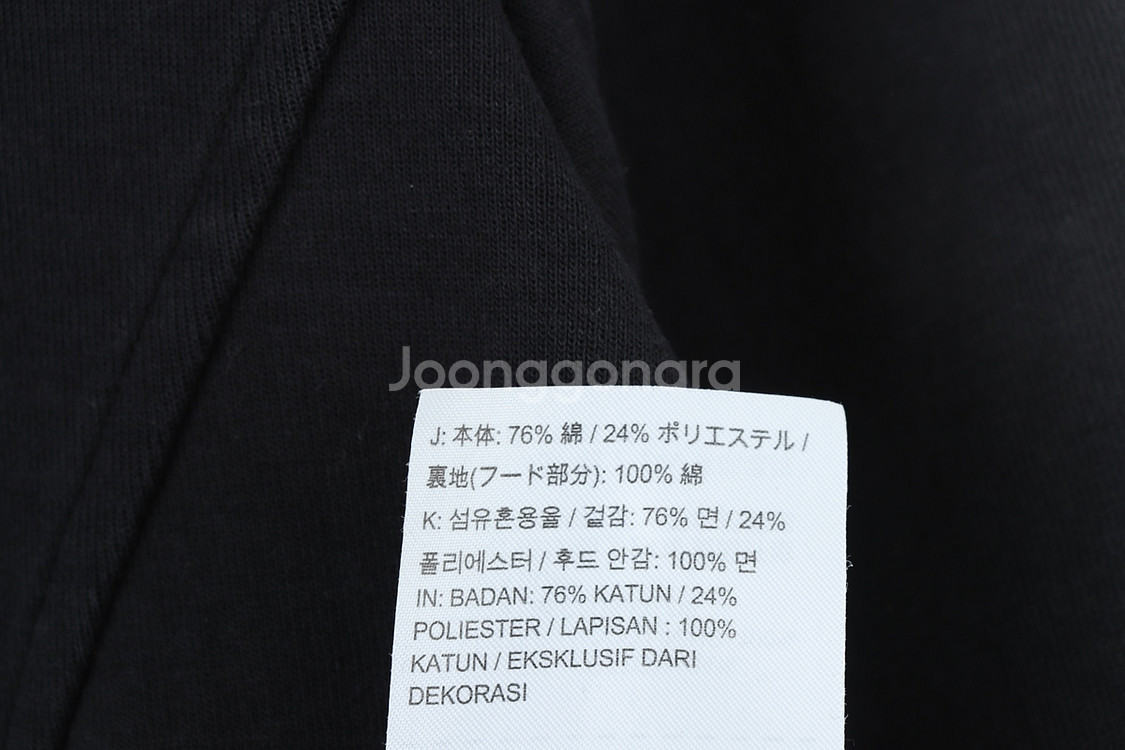 Joonggonara
J: 本体: 76% 綿 / 24% ポリエステル /
裏地(フード部分): 100% 綿
K: 섬유혼용율 / 겉감: 76% 면 / 24%
폴리에스터 / 후드 안감: 100% 면
IN: BADAN: 76% KATUN / 24%
POLIESTER / LAPISAN : 100%
KATUN / EKSKLUSIF DARI
DEKORASI